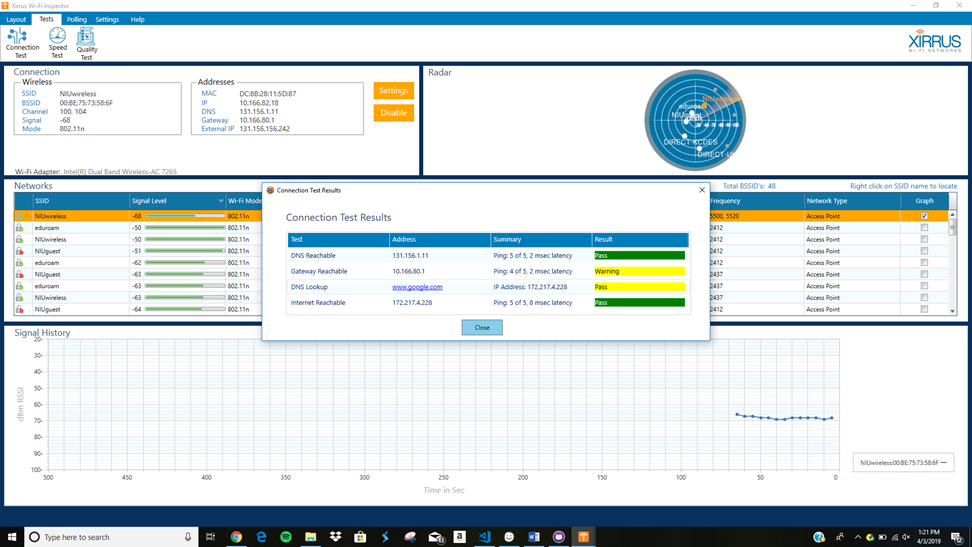 Xirrus Wi-Fi Inspector
Layout Tests Polling Settings Help
Connection Test Speed Test Quality Test
XIRRUS
WI-FI NETWORKS
Connection
Wireless
SSID NIUwireless
BSSID 00:BE:75:73:58:6F
Channel 100, 104
Signal -68
Mode 802.11n
Wi-Fi Adapter: Intel(R) Dual Band Wireless-AC 7265
Addresses
MAC DC:8B:28:11:5D:87
IP 10.166.82.18
DNS 131.156.1.11
Gateway 10.166.80.1
External IP 131.156.156.242
Settings
Disable
Radar
eduroam
DIRECT-KCDES
Networks
Total BSSID's: 48 Right click on SSID name to locate
SSID Signal Level Wi-Fi Mode Frequency Network Type Graph
NIUwireless -68 802.11n 5500, 5520 Access Point
eduroam -50 802.11n 2412 Access Point
NIUwireless -50 802.11n 2412 Access Point
NIUguest -51 802.11n 2412 Access Point
eduroam -62 802.11n 2412 Access Point
NIUguest -63 802.11n 2437 Access Point
eduroam -63 802.11n 2437 Access Point
NIUwireless -63 802.11n 2437 Access Point
NIUguest -64 802.11n 2412 Access Point
Connection Test Results
Connection Test Results
Test Address Summary Result
DNS Reachable 131.156.1.11 Ping: 5 of 5, 2 msec latency Pass
Gateway Reachable 10.166.80.1 Ping: 4 of 5, 2 msec latency Warning
DNS Lookup www.google.com IP Address: 172.217.4.228 Pass
Internet Reachable 172.217.4.228 Ping: 5 of 5, 8 msec latency Pass
Close
Signal History
dBm RSSI
20-
30-
40-
50-
60-
70-
80-
90-
100-
500 450 400 350 300 250 200 150 100 50 0
Time in Sec
NIUwireless:00:BE:75:73:58:6F
Type here to search
1:21 PM
4/3/2019